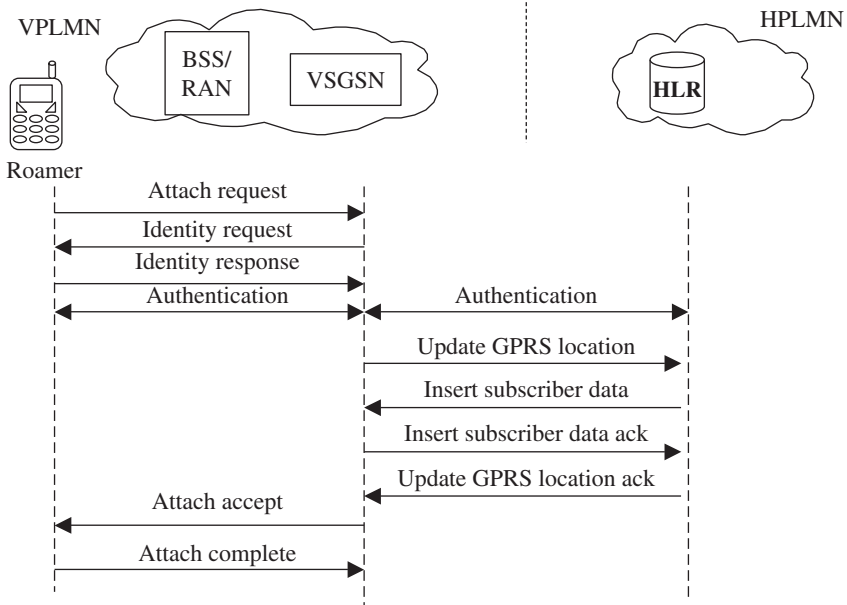 VPLMN
HPLMN
BSS/
RAN
VSGSN
HLR
Roamer
Attach request
Identity request
Identity response
Authentication
Authentication
Update GPRS location
Insert subscriber data
Insert subscriber data ack
Update GPRS location ack
Attach accept
Attach complete